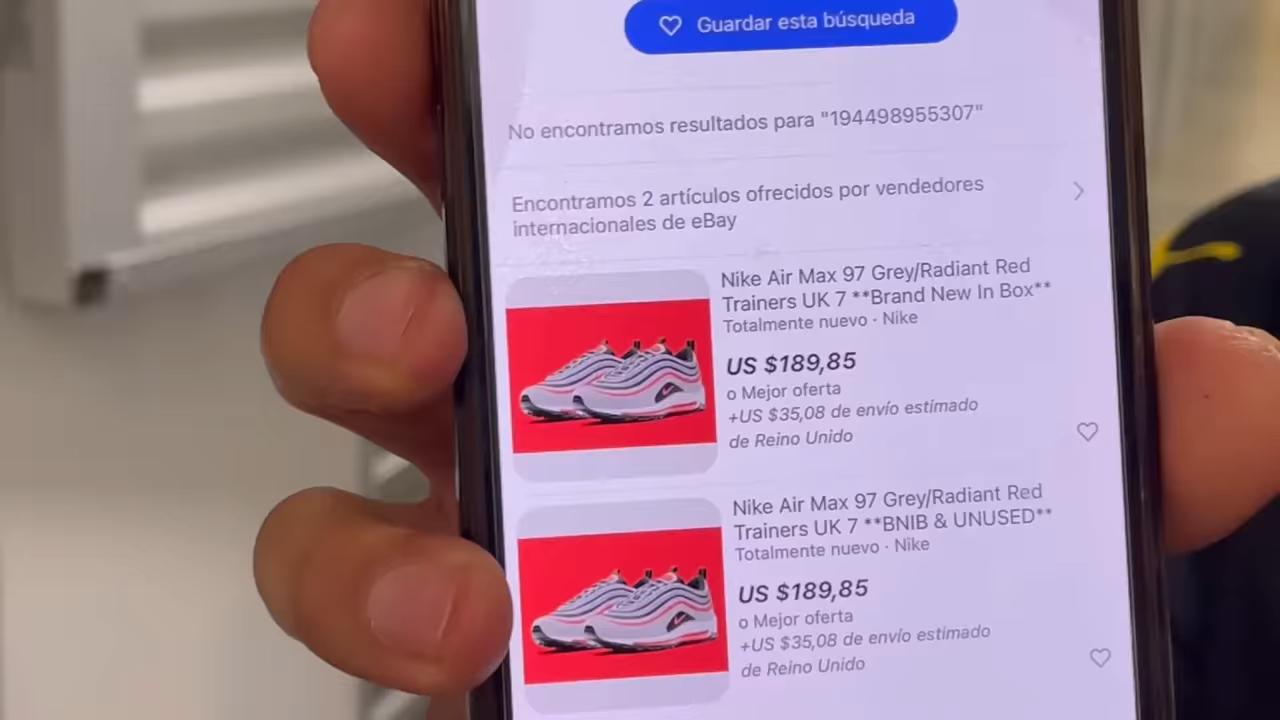 Guardar esta búsqueda
No encontramos resultados para "194498955307"
Encontramos 2 artículos ofrecidos por vendedores
internacionales de eBay
Nike Air Max 97 Grey/Radiant Red
Trainers UK 7 **Brand New In Box**
Totalmente nuevo · Nike
US $189,85
o Mejor oferta
+US $35,08 de envío estimado
de Reino Unido
Nike Air Max 97 Grey/Radiant Red
Trainers UK 7 **BNIB & UNUSED**
Totalmente nuevo · Nike
US $189,85
o Mejor oferta
+US $35,08 de envío estimado
de Reino Unido